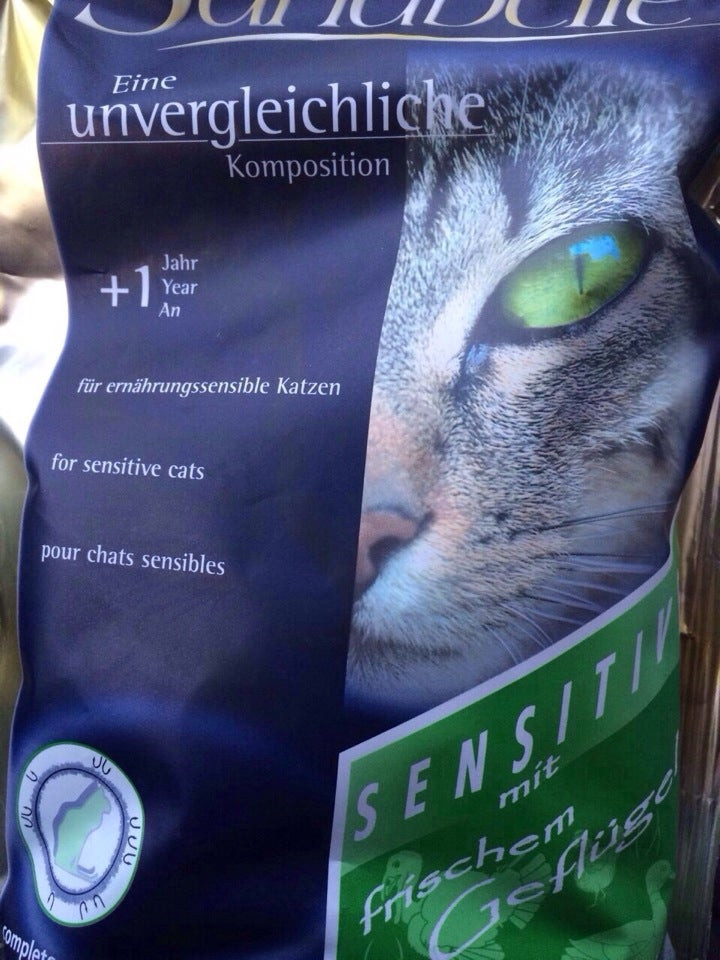 Eine
unvergleichliche
Komposition
+1 Jahr
Year
An
für ernährungssensible Katzen
for sensitive cats
pour chats sensibles
SENSITIV
mit
frischem
Geflügel
complete